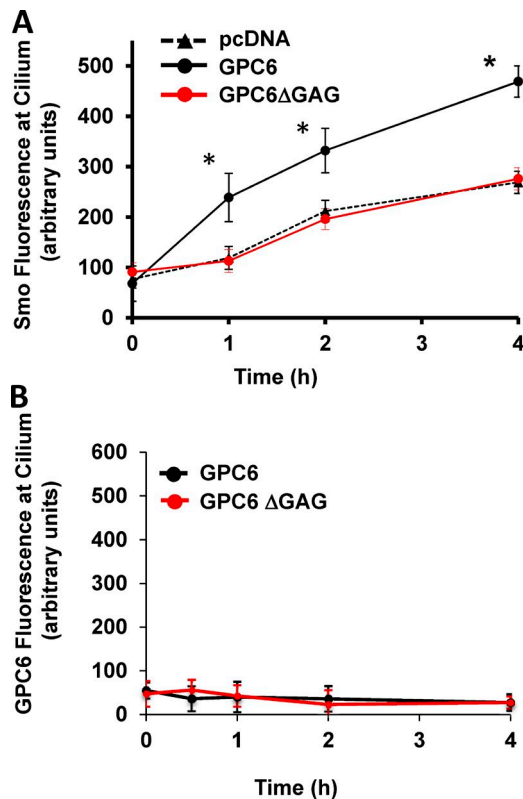 A
pcDNA
GPC6
GPC6ΔGAG
Smo Fluorescence at Cilium
(arbitrary units)
500
400
300
200
100
0
*
*
*
0 1 2 3 4
Time (h)
B
GPC6
GPC6 ΔGAG
GPC6 Fluorescence at Cilium
(arbitrary units)
600
500
400
300
200
100
0
0 1 2 3 4
Time (h)